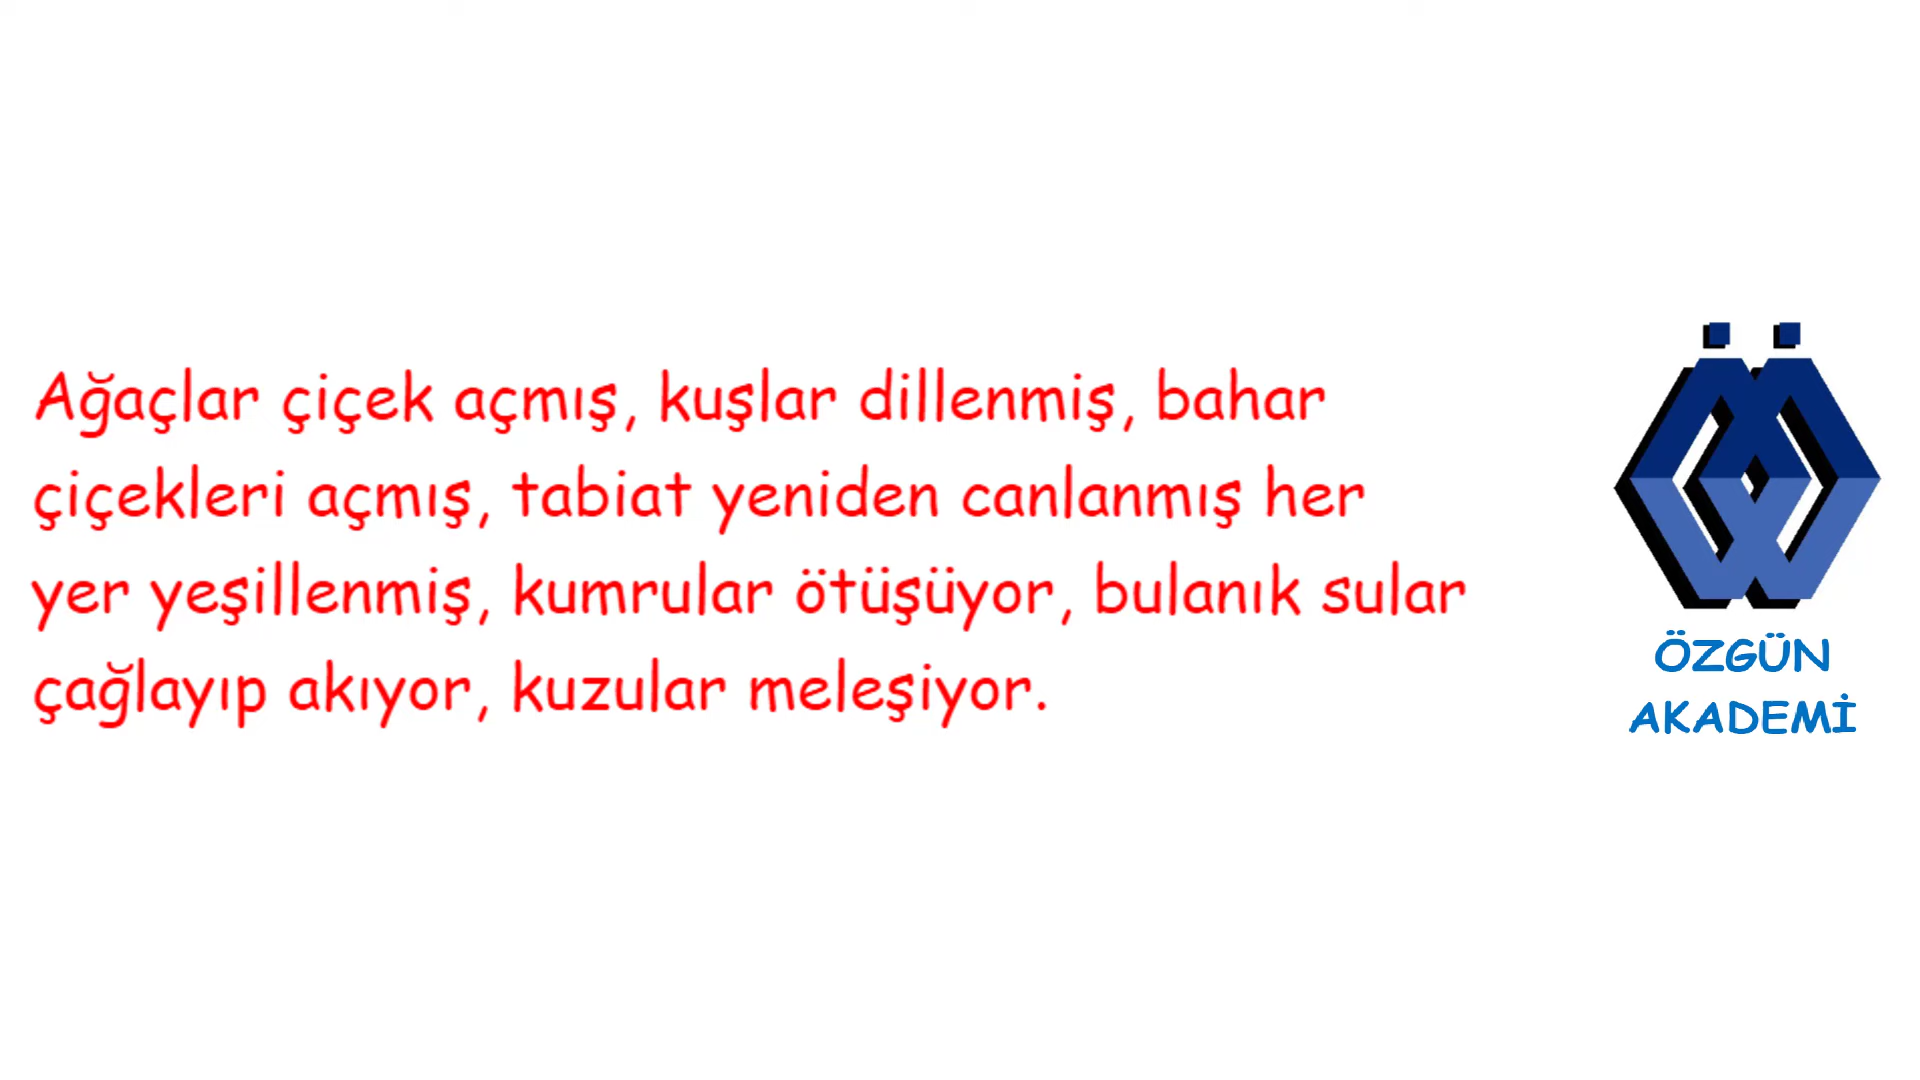 Ağaçlar çiçek açmış, kuşlar dillenmiş, bahar
çiçekleri açmış, tabiat yeniden canlanmış her
yer yeşillenmiş, kumrular ötüşüyor, bulanık sular
çağlayıp akıyor, kuzular meleşiyor.
ÖZGÜN
AKADEMİ